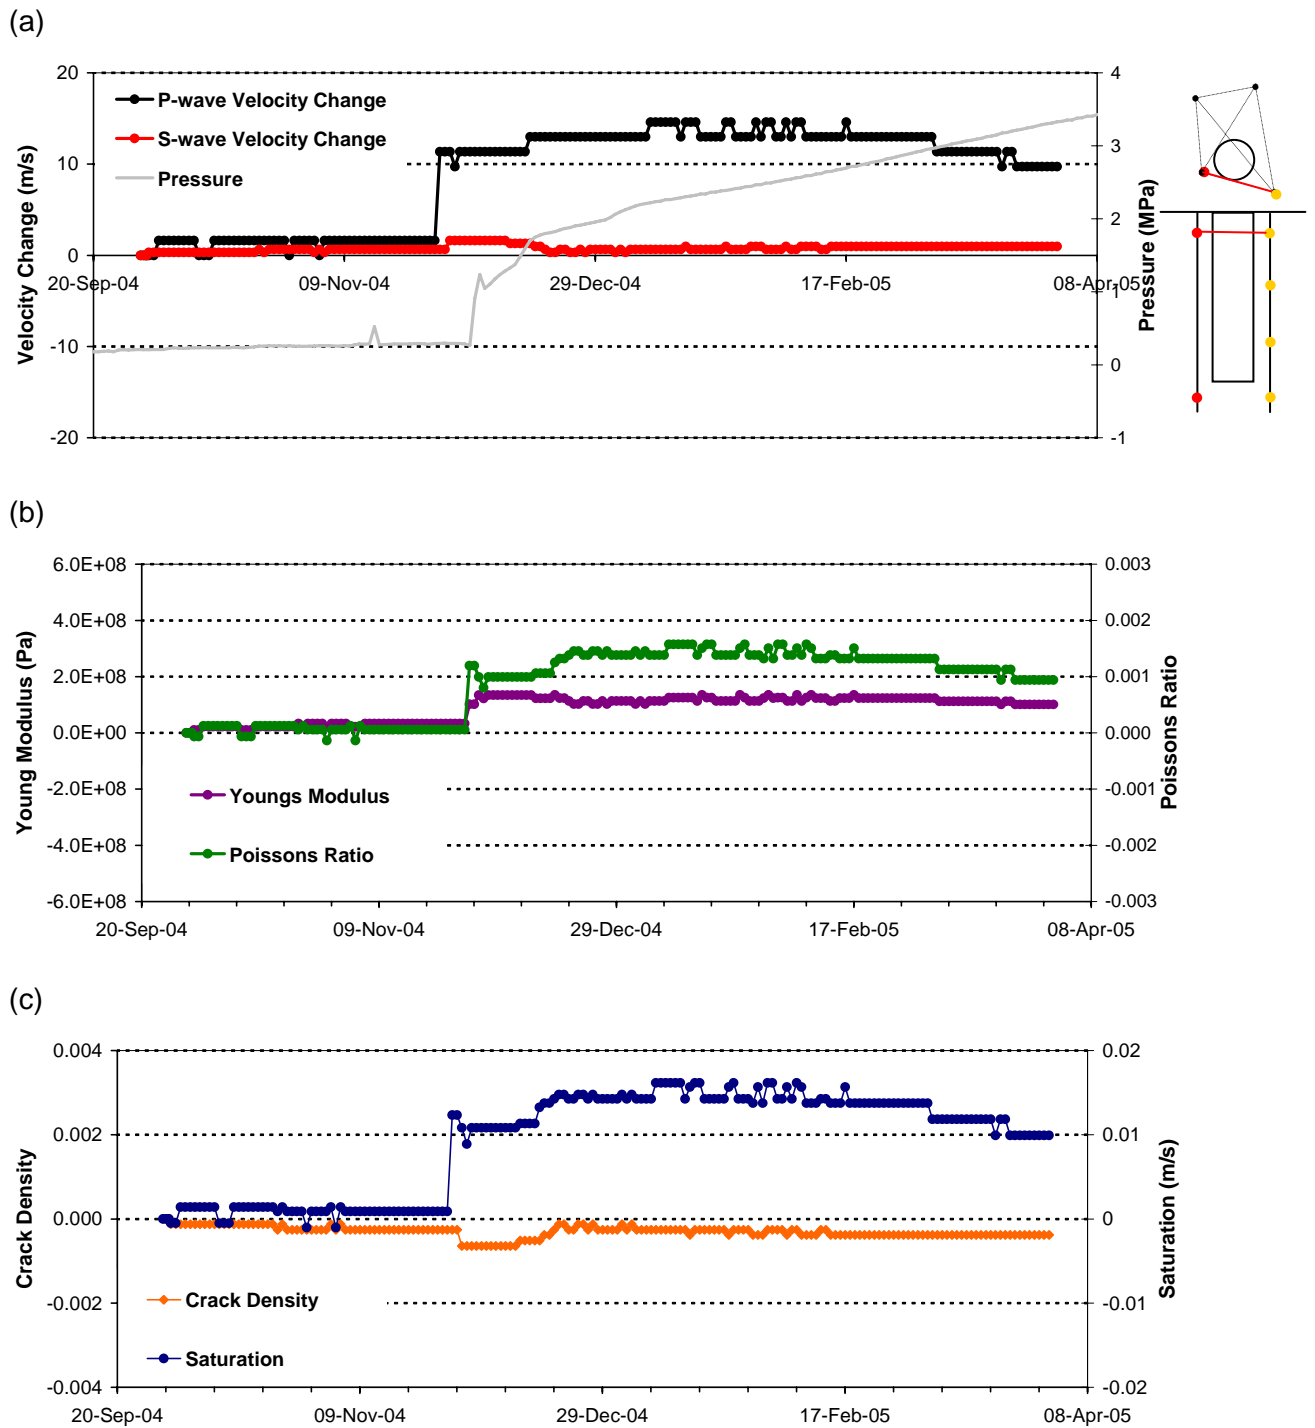 (a)
20
4
P-wave Velocity Change
S-wave Velocity Change
10
3
Pressure
2
0
20-Sep-04
09-Nov-04
29-Dec-04
17-Feb-05
08-Apr-05
1
-10
0
-20
-1
Velocity Change (m/s)
Pressure (MPa)
(b)
6.0E+08
0.003
4.0E+08
0.002
2.0E+08
0.001
0.0E+00
0.000
Youngs Modulus
-2.0E+08
-0.001
Poissons Ratio
-4.0E+08
-0.002
-6.0E+08
-0.003
20-Sep-04
09-Nov-04
29-Dec-04
17-Feb-05
08-Apr-05
Young Modulus (Pa)
Poissons Ratio
(c)
0.004
0.02
0.002
0.01
0.000
0
Crack Density
-0.002
-0.01
Saturation
-0.004
-0.02
20-Sep-04
09-Nov-04
29-Dec-04
17-Feb-05
08-Apr-05
Crack Density
Saturation (m/s)